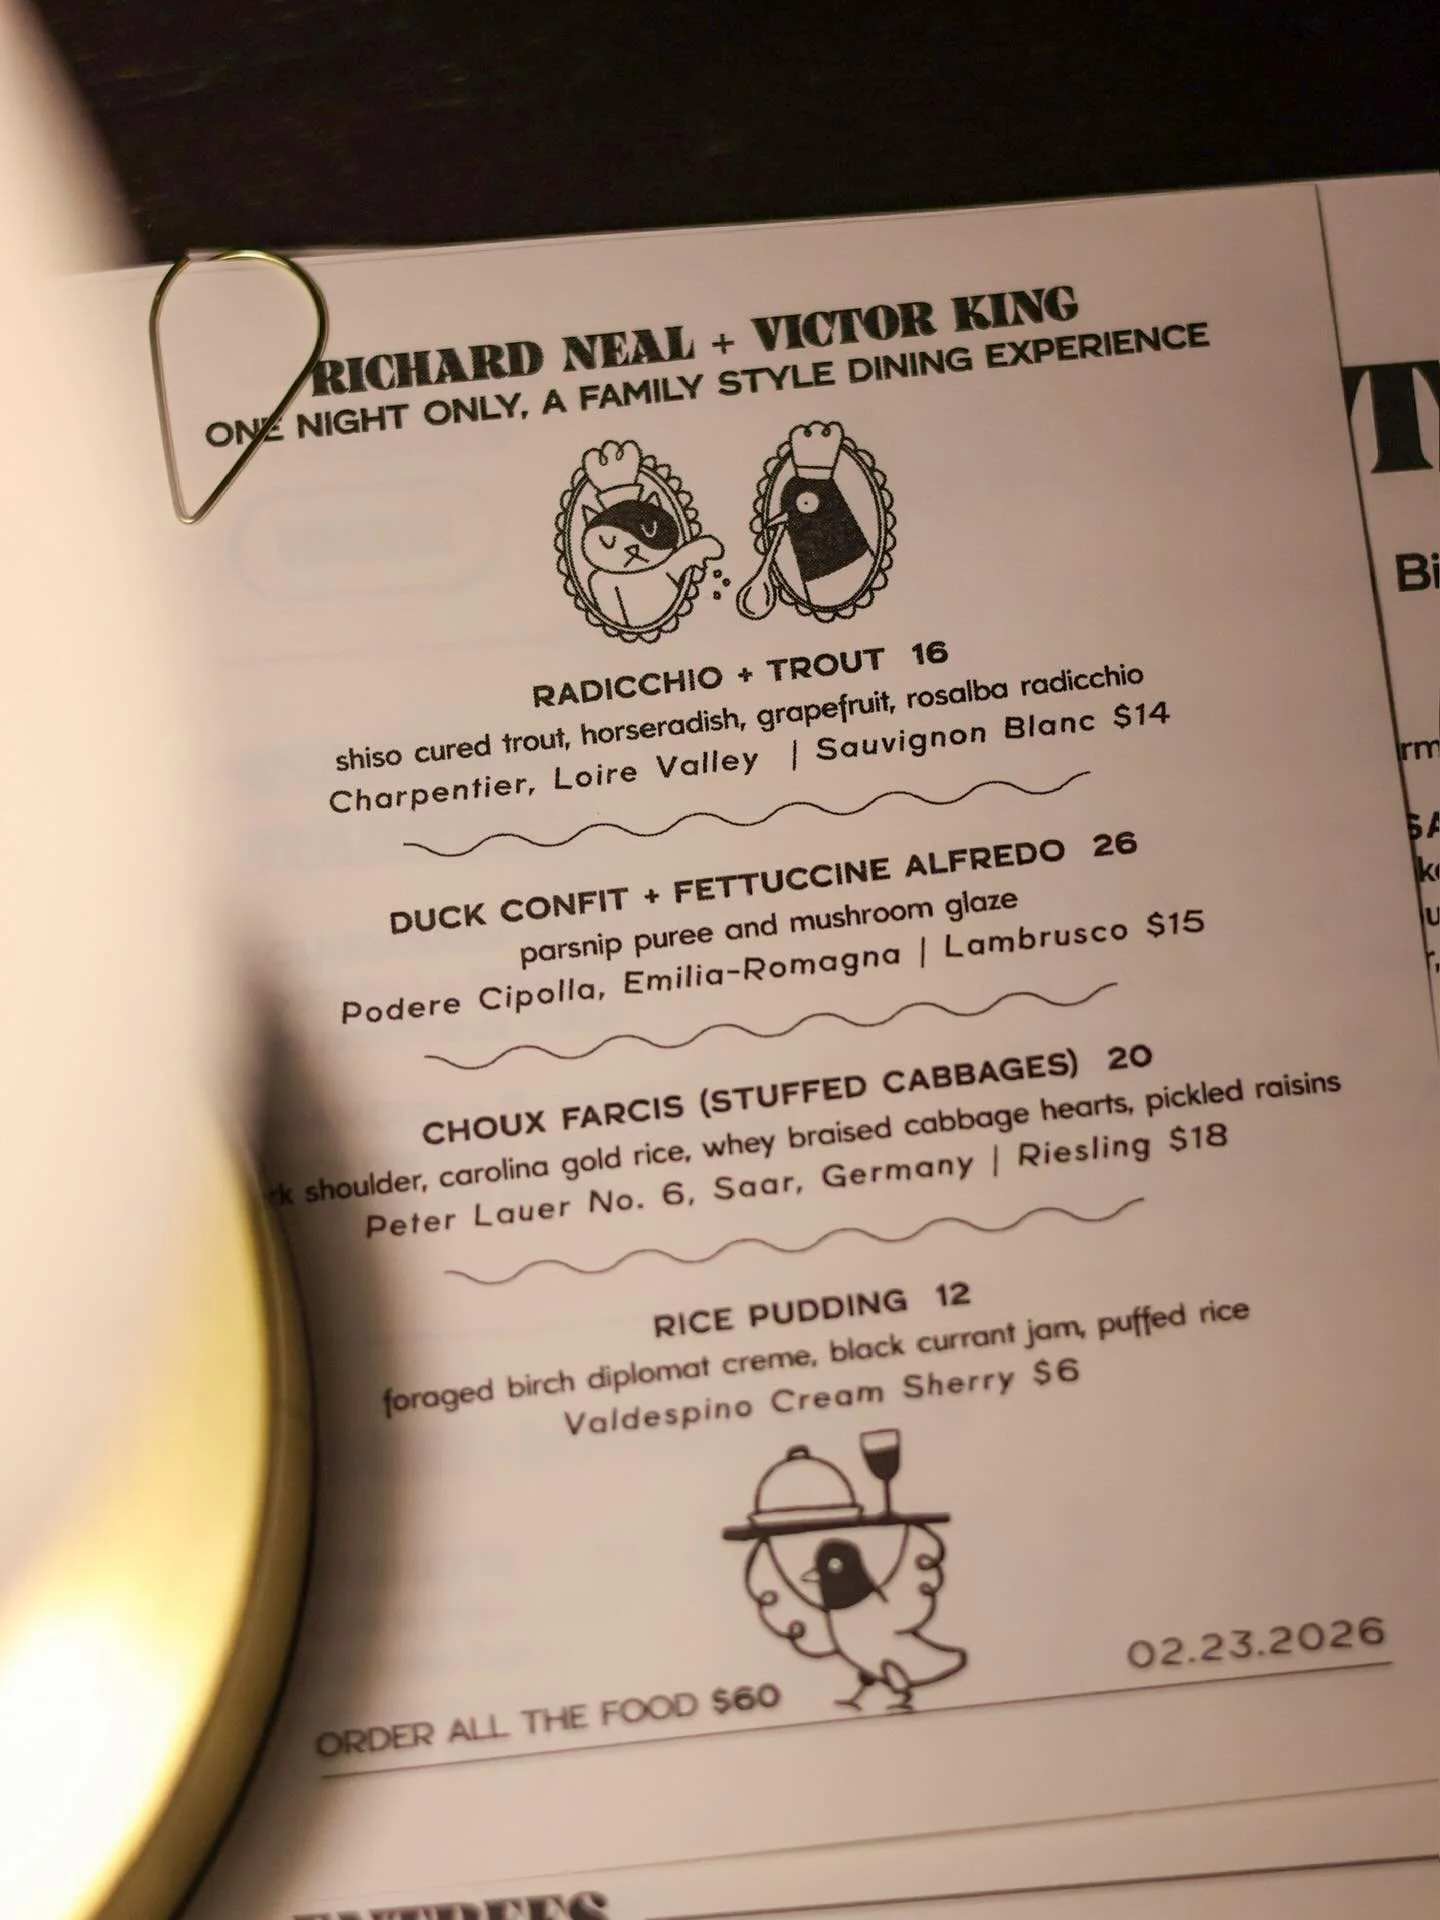 RICHARD NEAL + VICTOR KING
ONE NIGHT ONLY, A FAMILY STYLE DINING EXPERIENCE
RADICCHIO + TROUT 16
shiso cured trout, horseradish, grapefruit, rosalba radicchio
Charpentier, Loire Valley | Sauvignon Blanc $14
DUCK CONFIT + FETTUCCINE ALFREDO 26
parsnip puree and mushroom glaze
Podere Cipolla, Emilia-Romagna | Lambrusco $15
CHOUX FARCIS (STUFFED CABBAGES) 20
shoulder, carolina gold rice, whey braised cabbage hearts, pickled raisins
Peter Lauer No. 6, Saar, Germany | Riesling $18
RICE PUDDING 12
foraged birch diplomat creme, black currant jam, puffed rice
Valdespino Cream Sherry $6
02.23.2026
ORDER ALL THE FOOD $60